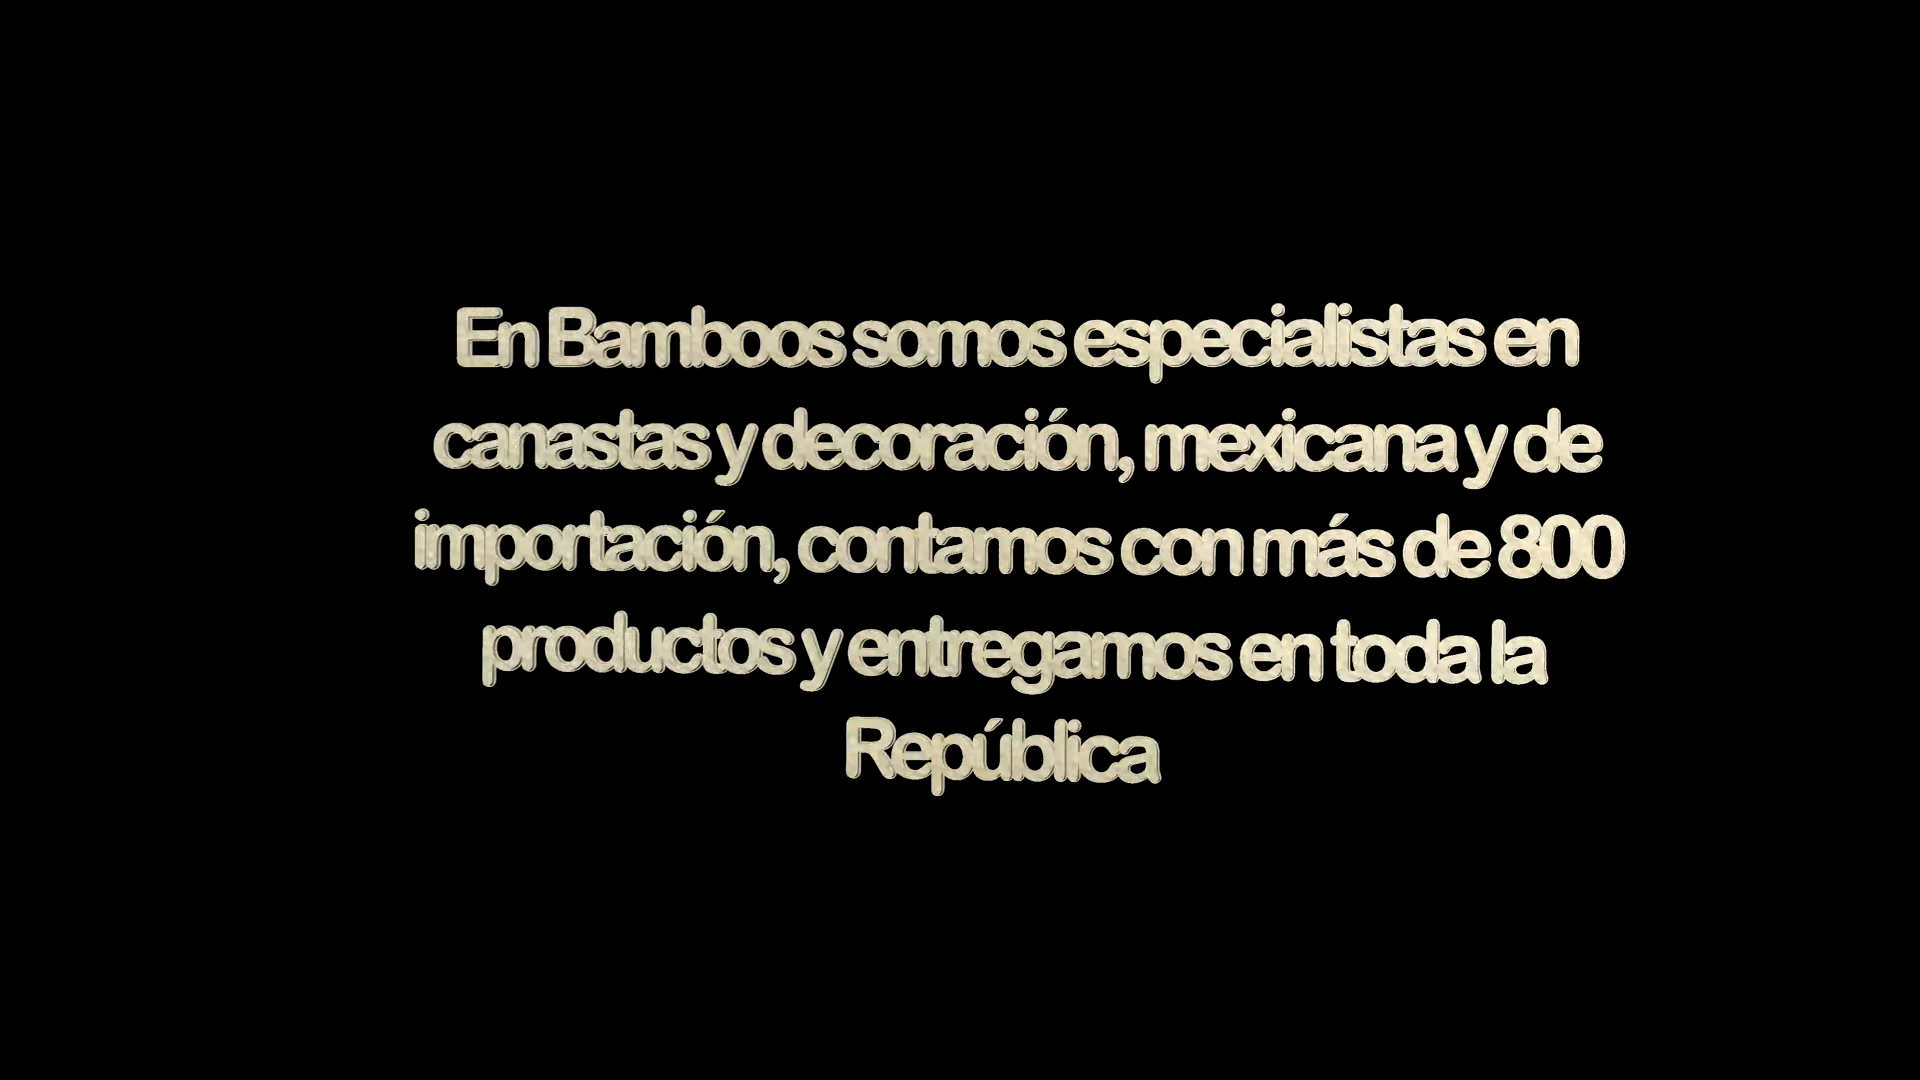 En Bamboos somos especialistas en
canastas y decoración, mexicana y de
importación, contamos con más de 800
productos y entregamos en toda la
República